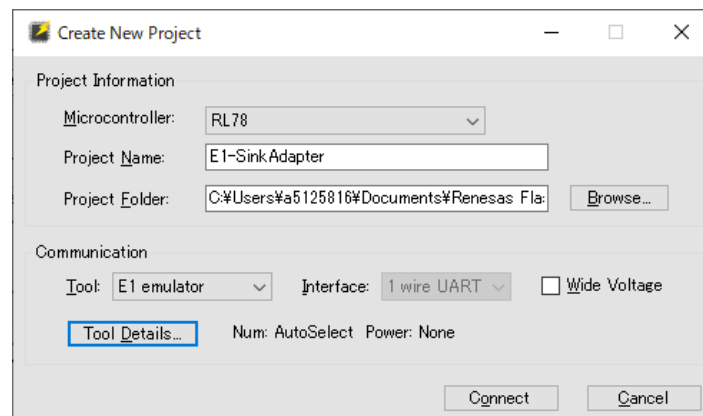 Create New Project
Project Information
Microcontroller: RL78
Project Name: E1-SinkAdapter
Project Folder: C:¥Users¥a5125816¥Documents¥Renesas Fla: Browse...
Communication
Tool: E1 emulator Interface: 1 wire UART Wide Voltage
Tool Details... Num: AutoSelect Power: None
Connect Cancel